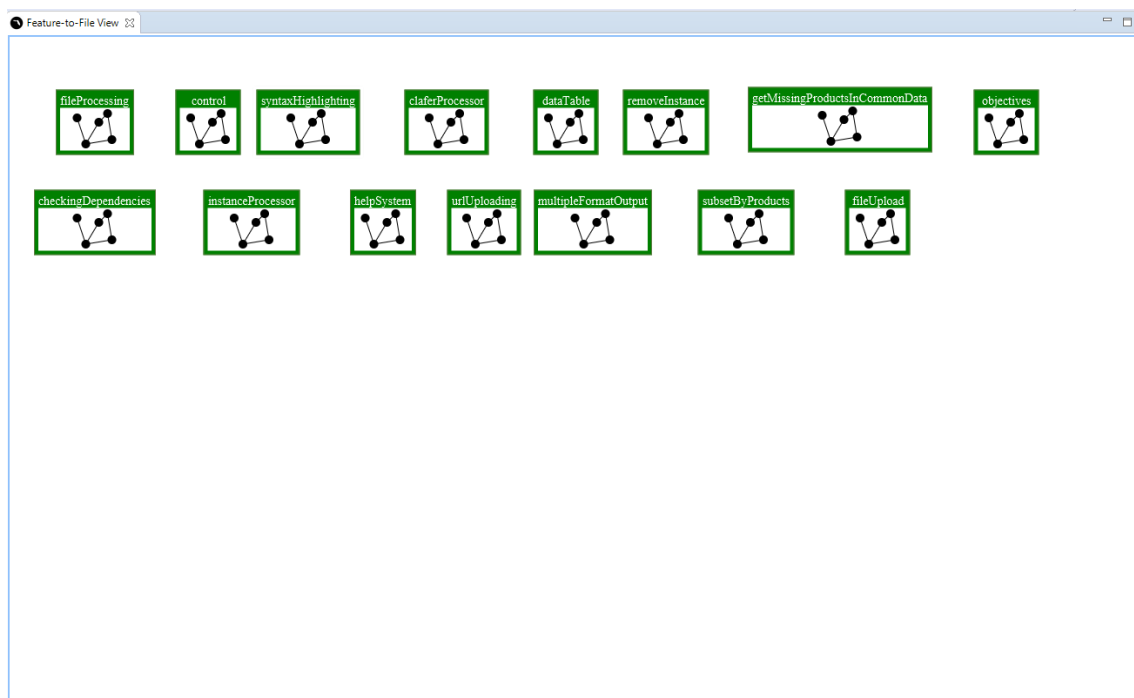 Feature-to-File View
fileProcessing control syntaxHighlighting claferProcessor dataTable removeInstance getMissingProductsInCommonData objectives
checkingDependencies instanceProcessor helpSystem urlUploading multipleFormatOutput subsetByProducts fileUpload